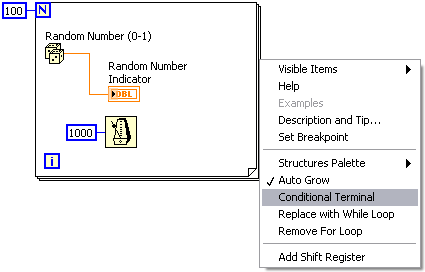 100
N
Random Number (0-1)
Random Number
Indicator
DBL
1000
i
Visible Items
Help
Examples
Description and Tip...
Set Breakpoint
Structures Palette
Auto Grow
Conditional Terminal
Replace with While Loop
Remove For Loop
Add Shift Register